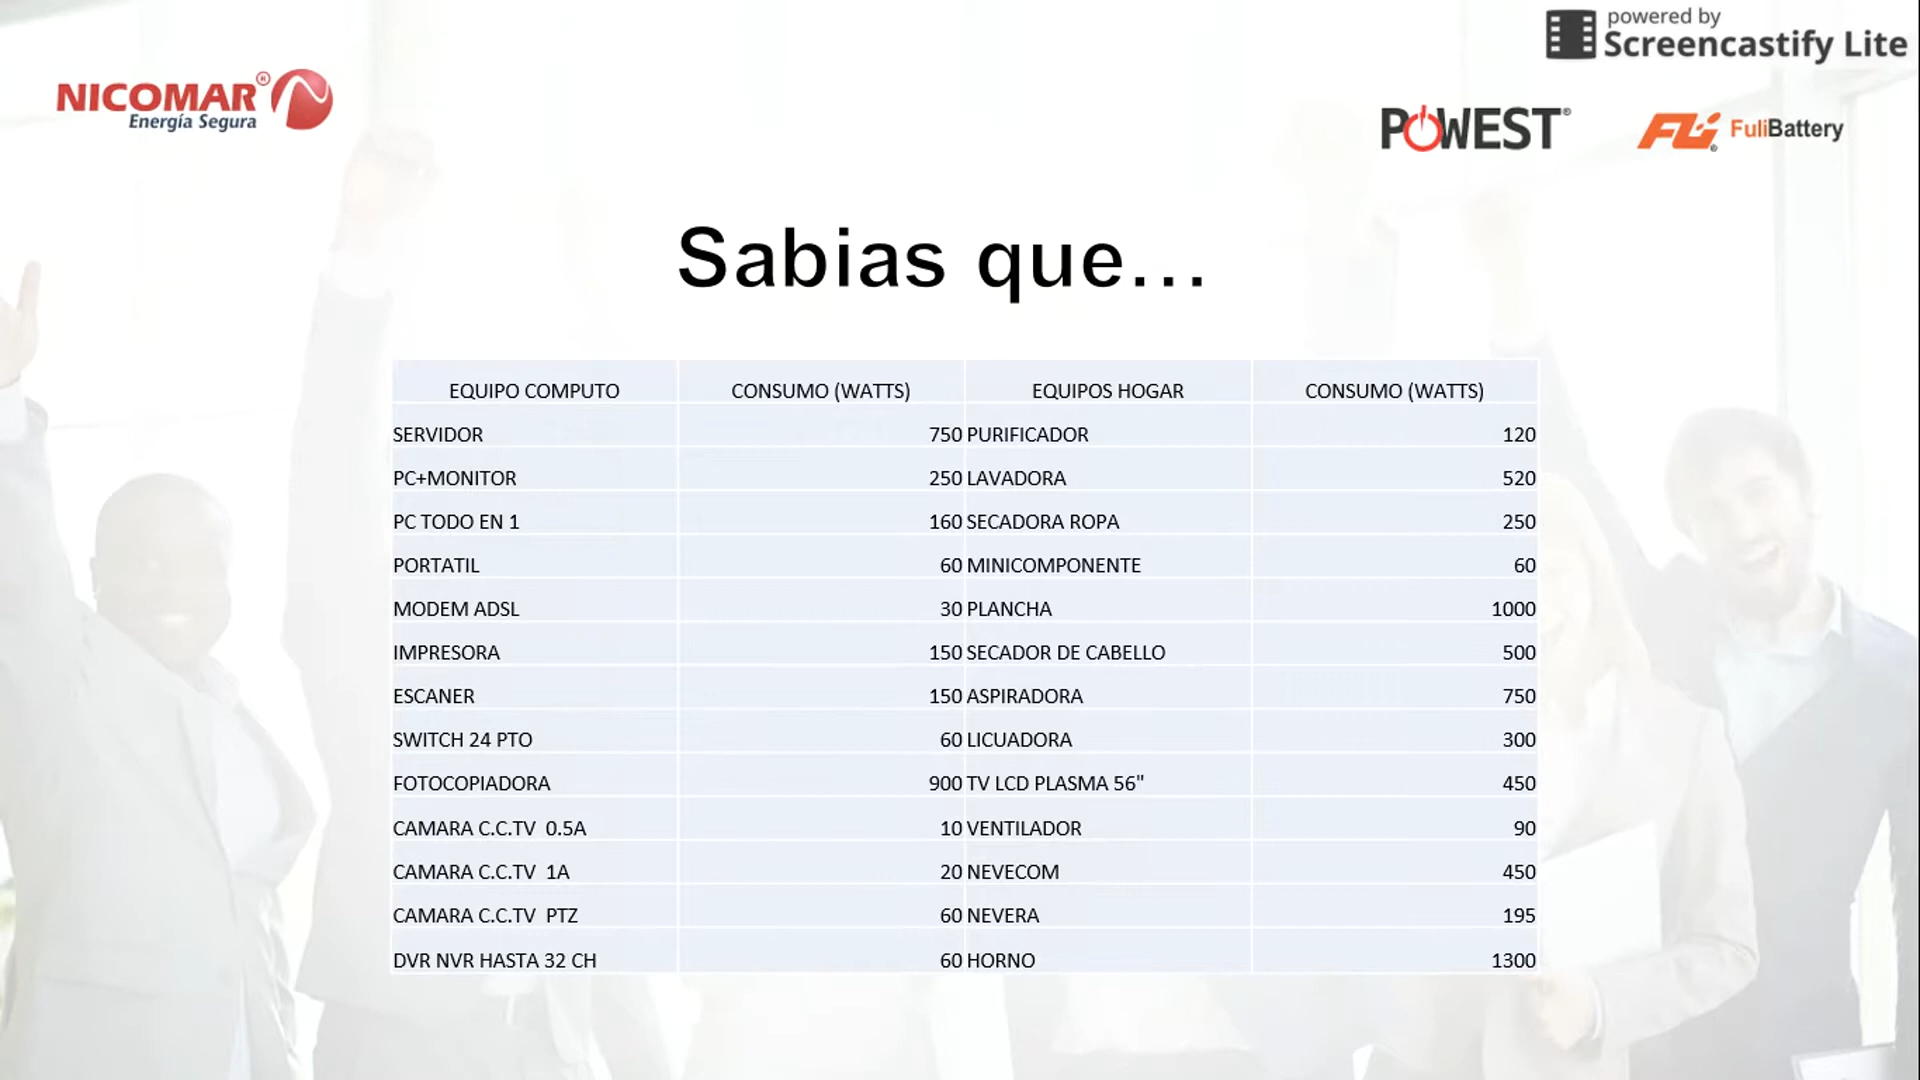 powered by
Screencastify Lite
NICOMAR®
Energía Segura
POWEST®
FLi® FuliBattery
Sabias que...
EQUIPO COMPUTO CONSUMO (WATTS) EQUIPOS HOGAR CONSUMO (WATTS)
SERVIDOR 750 PURIFICADOR 120
PC+MONITOR 250 LAVADORA 520
PC TODO EN 1 160 SECADORA ROPA 250
PORTATIL 60 MINICOMPONENTE 60
MODEM ADSL 30 PLANCHA 1000
IMPRESORA 150 SECADOR DE CABELLO 500
ESCANER 150 ASPIRADORA 750
SWITCH 24 PTO 60 LICUADORA 300
FOTOCOPIADORA 900 TV LCD PLASMA 56" 450
CAMARA C.C.TV 0.5A 10 VENTILADOR 90
CAMARA C.C.TV 1A 20 NEVECOM 450
CAMARA C.C.TV PTZ 60 NEVERA 195
DVR NVR HASTA 32 CH 60 HORNO 1300